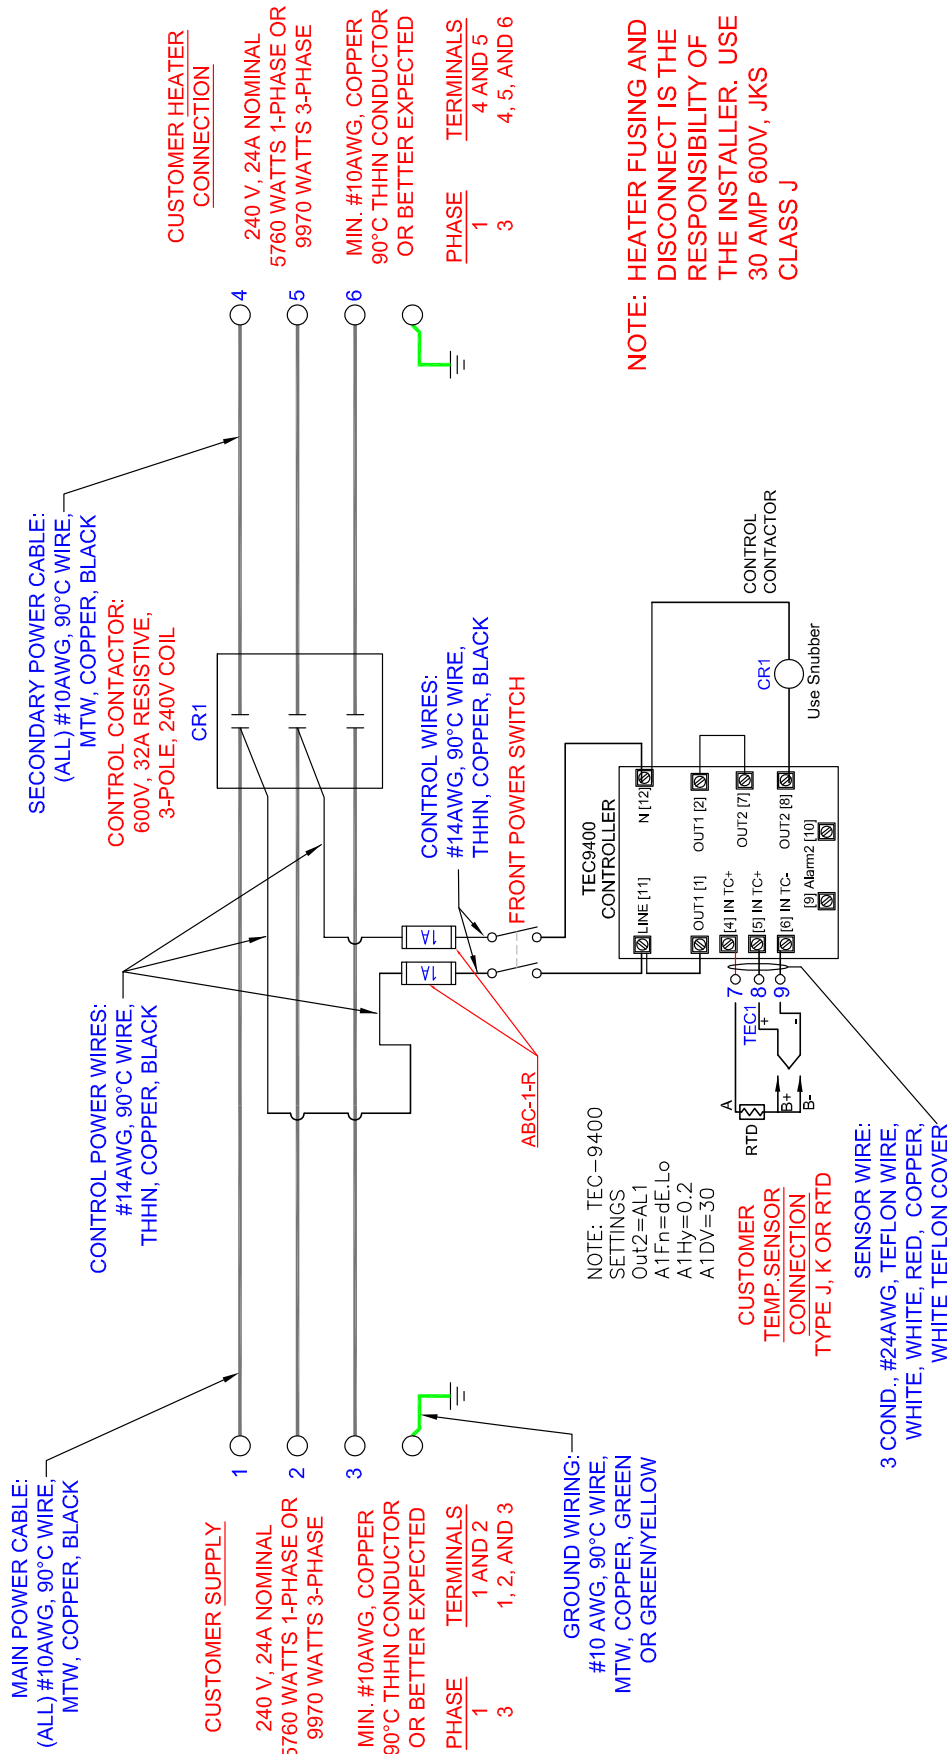 MAIN POWER CABLE:
(ALL) #10AWG, 90°C WIRE,
MTW, COPPER, BLACK
CUSTOMER SUPPLY
240 V, 24A NOMINAL
5760 WATTS 1-PHASE OR
9970 WATTS 3-PHASE
MIN. #10AWG, COPPER
90°C THHN CONDUCTOR
OR BETTER EXPECTED
PHASE TERMINALS
1 1 AND 2
3 1, 2, AND 3
1
2
3
GROUND WIRING:
#10 AWG, 90°C WIRE,
MTW, COPPER, GREEN
OR GREEN/YELLOW
CONTROL POWER WIRES:
#14AWG, 90°C WIRE,
THHN, COPPER, BLACK
SECONDARY POWER CABLE:
(ALL) #10AWG, 90°C WIRE,
MTW, COPPER, BLACK
CONTROL CONTACTOR:
600V, 32A RESISTIVE,
3-POLE, 240V COIL
CR1
4
5
6
CUSTOMER HEATER
CONNECTION
240 V, 24A NOMINAL
5760 WATTS 1-PHASE OR
9970 WATTS 3-PHASE
MIN. #10AWG, COPPER
90°C THHN CONDUCTOR
OR BETTER EXPECTED
PHASE TERMINALS
1 4 AND 5
3 4, 5, AND 6
NOTE: HEATER FUSING AND
DISCONNECT IS THE
RESPONSIBILITY OF
THE INSTALLER. USE
30 AMP 600V, JKS
CLASS J
CONTROL WIRES:
#14AWG, 90°C WIRE,
THHN, COPPER, BLACK
1A
1A
FRONT POWER SWITCH
ABC-1-R
TEC9400
CONTROLLER
LINE [11]
N [12]
OUT1 [1]
OUT1 [2]
[4] IN TC+
OUT2 [7]
[5] IN TC+
[6] IN TC-
OUT2 [8]
[9] Alarm2 [10]
CONTROL
CONTACTOR
CR1
Use Snubber
NOTE: TEC-9400
SETTINGS
Out2=AL1
A1Fn=dE.Lo
A1Hy=0.2
A1DV=30
7
8
9
TEC1
+
-
A
RTD
B+
B-
CUSTOMER
TEMP.SENSOR
CONNECTION
TYPE J, K OR RTD
SENSOR WIRE:
3 COND., #24AWG, TEFLON WIRE,
WHITE, WHITE, RED, COPPER,
WHITE TEFLON COVER